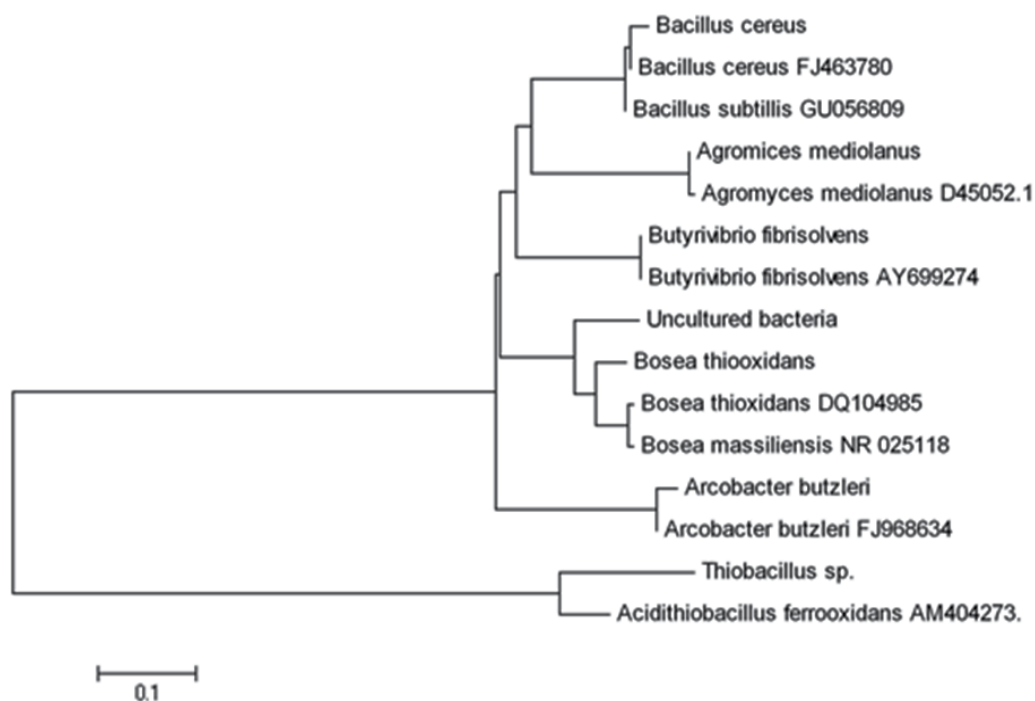 Bacillus cereus
Bacillus cereus FJ463780
Bacillus subtillis GU056809
Agromices mediolanus
Agromyces mediolanus D45052.1
Butyrivibrio fibrisolvens
Butyrivibrio fibrisolvens AY699274
Uncultured bacteria
Bosea thiooxidans
Bosea thioxidans DQ104985
Bosea massiliensis NR 025118
Arcobacter butzleri
Arcobacter butzleri FJ968634
Thiobacillus sp.
Acidithiobacillus ferrooxidans AM404273.
0.1